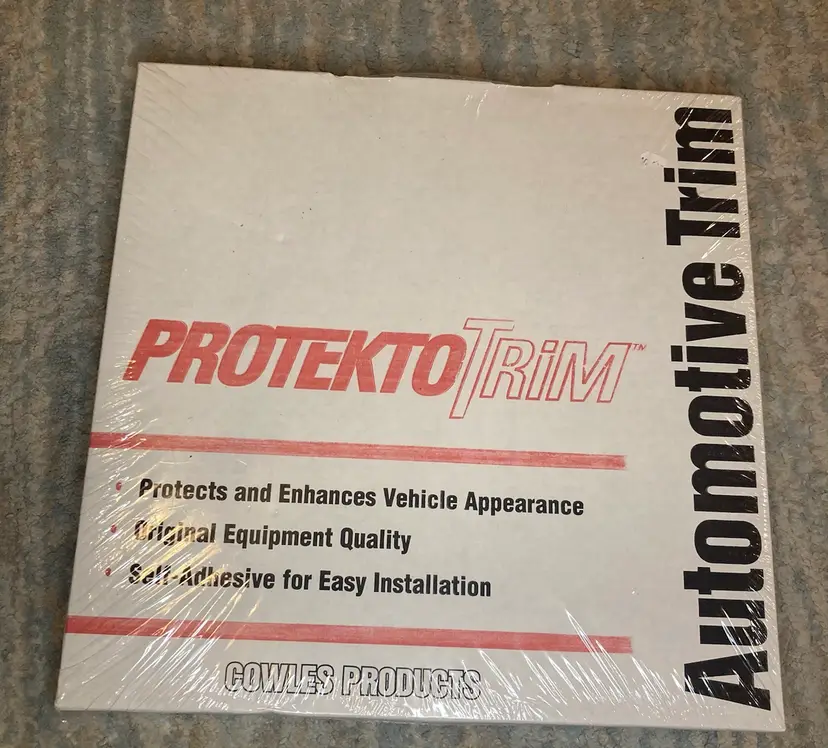 PROTEKTOTRiM™
• Protects and Enhances Vehicle Appearance
• Original Equipment Quality
• Self-Adhesive for Easy Installation
COWLES PRODUCTS
Automotive Trim